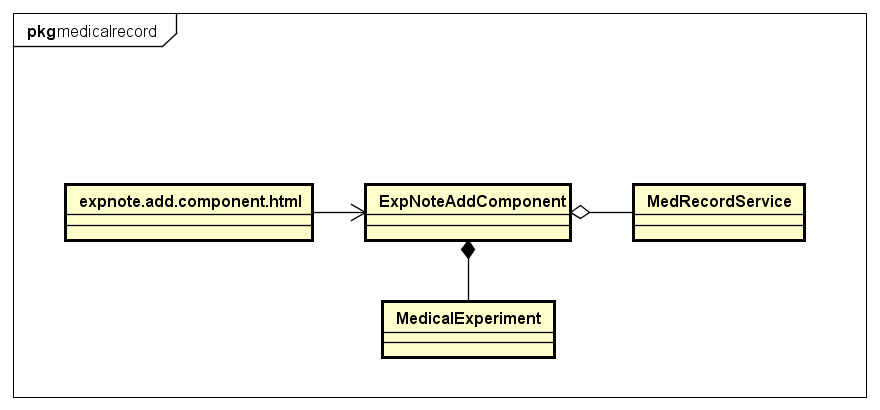 pkgmedicalrecord
expnote.add.component.html
ExpNoteAddComponent
MedRecordService
MedicalExperiment